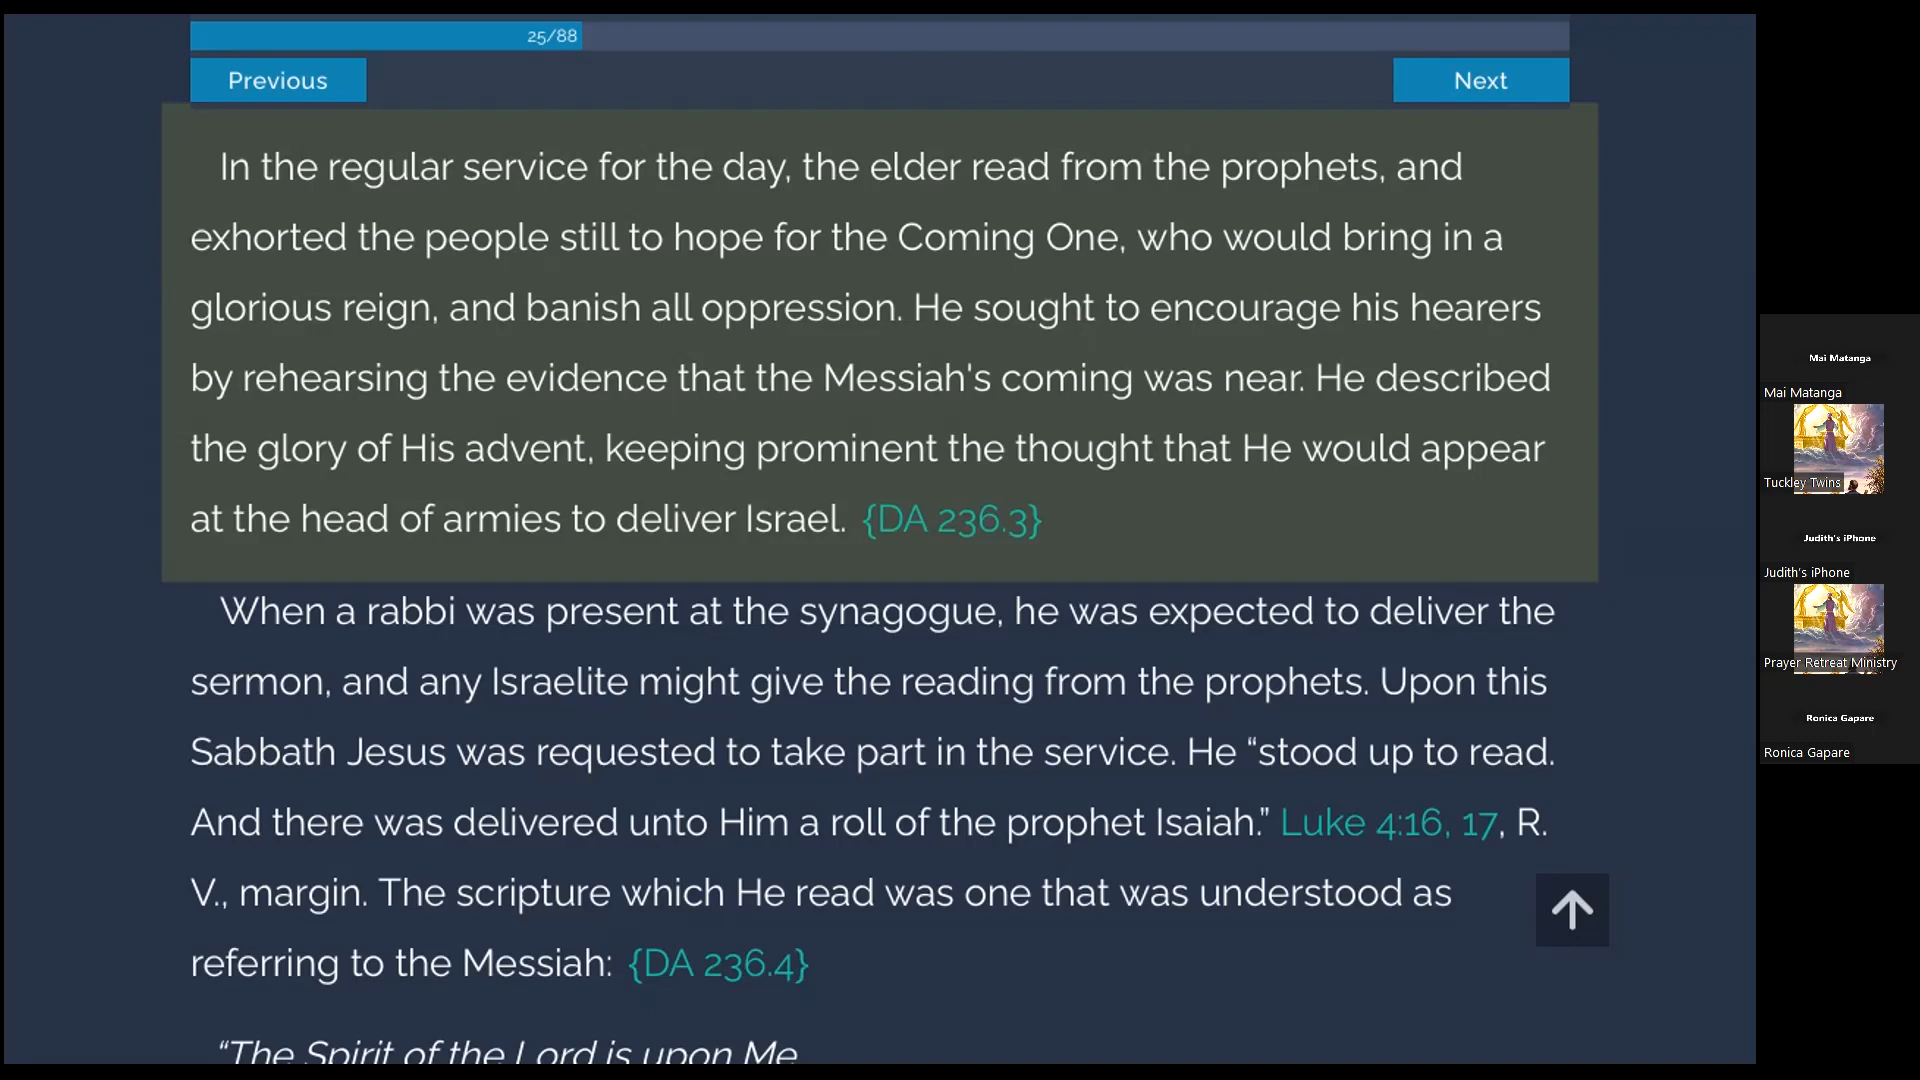 25/88
Previous
Next
In the regular service for the day, the elder read from the prophets, and
exhorted the people still to hope for the Coming One, who would bring in a
glorious reign, and banish all oppression. He sought to encourage his hearers
by rehearsing the evidence that the Messiah's coming was near. He described
the glory of His advent, keeping prominent the thought that He would appear
at the head of armies to deliver Israel. {DA 236.3}
When a rabbi was present at the synagogue, he was expected to deliver the
sermon, and any Israelite might give the reading from the prophets. Upon this
Sabbath Jesus was requested to take part in the service. He “stood up to read.
And there was delivered unto Him a roll of the prophet Isaiah.” Luke 4:16, 17, R.
V., margin. The scripture which He read was one that was understood as
referring to the Messiah: {DA 236.4}
“The Spirit of the Lord is upon Me
Mai Matanga
Mai Matanga
Tuckley Twins
Judith's iPhone
Judith's iPhone
Prayer Retreat Ministry
Ronica Gapare
Ronica Gapare